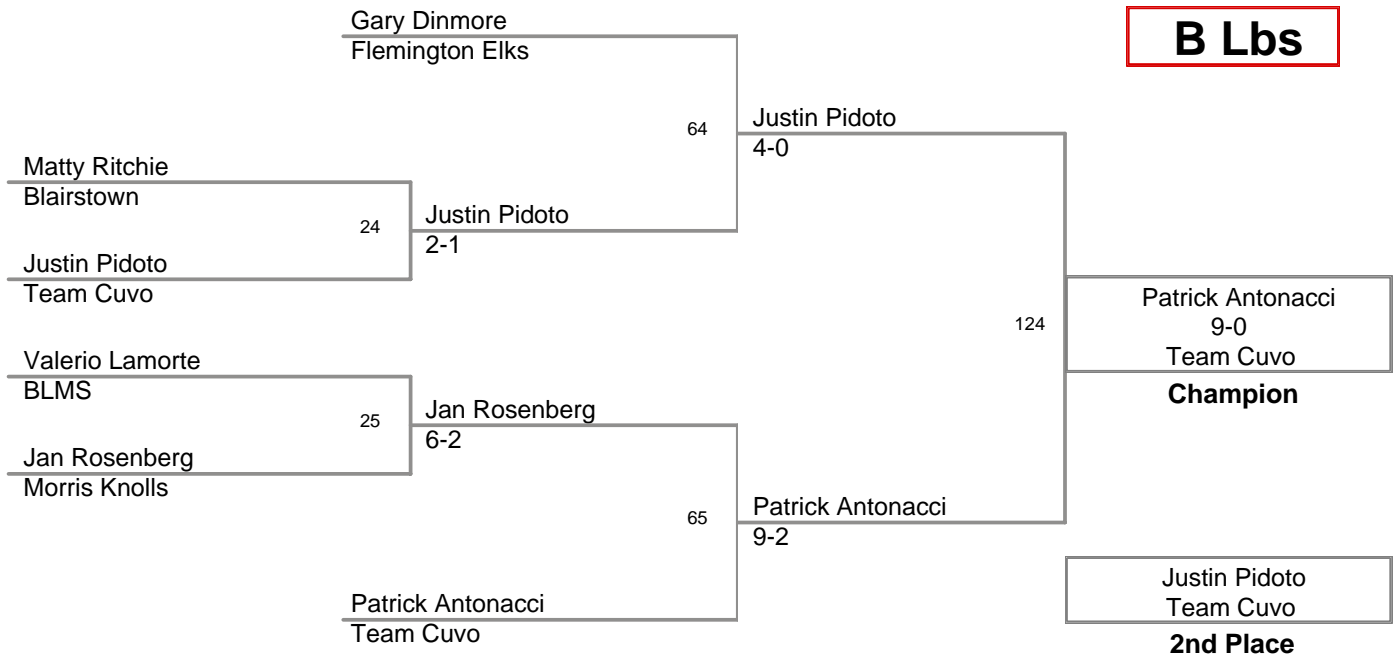 Gary Dinmore
Flemington Elks
B Lbs
64
Justin Pidoto
4-0
Matty Ritchie
Blairstown
24
Justin Pidoto
2-1
Justin Pidoto
Team Cuvo
124
Patrick Antonacci
9-0
Team Cuvo
Champion
Valerio Lamorte
BLMS
25
Jan Rosenberg
6-2
Jan Rosenberg
Morris Knolls
65
Patrick Antonacci
9-2
Patrick Antonacci
Team Cuvo
Justin Pidoto
Team Cuvo
2nd Place